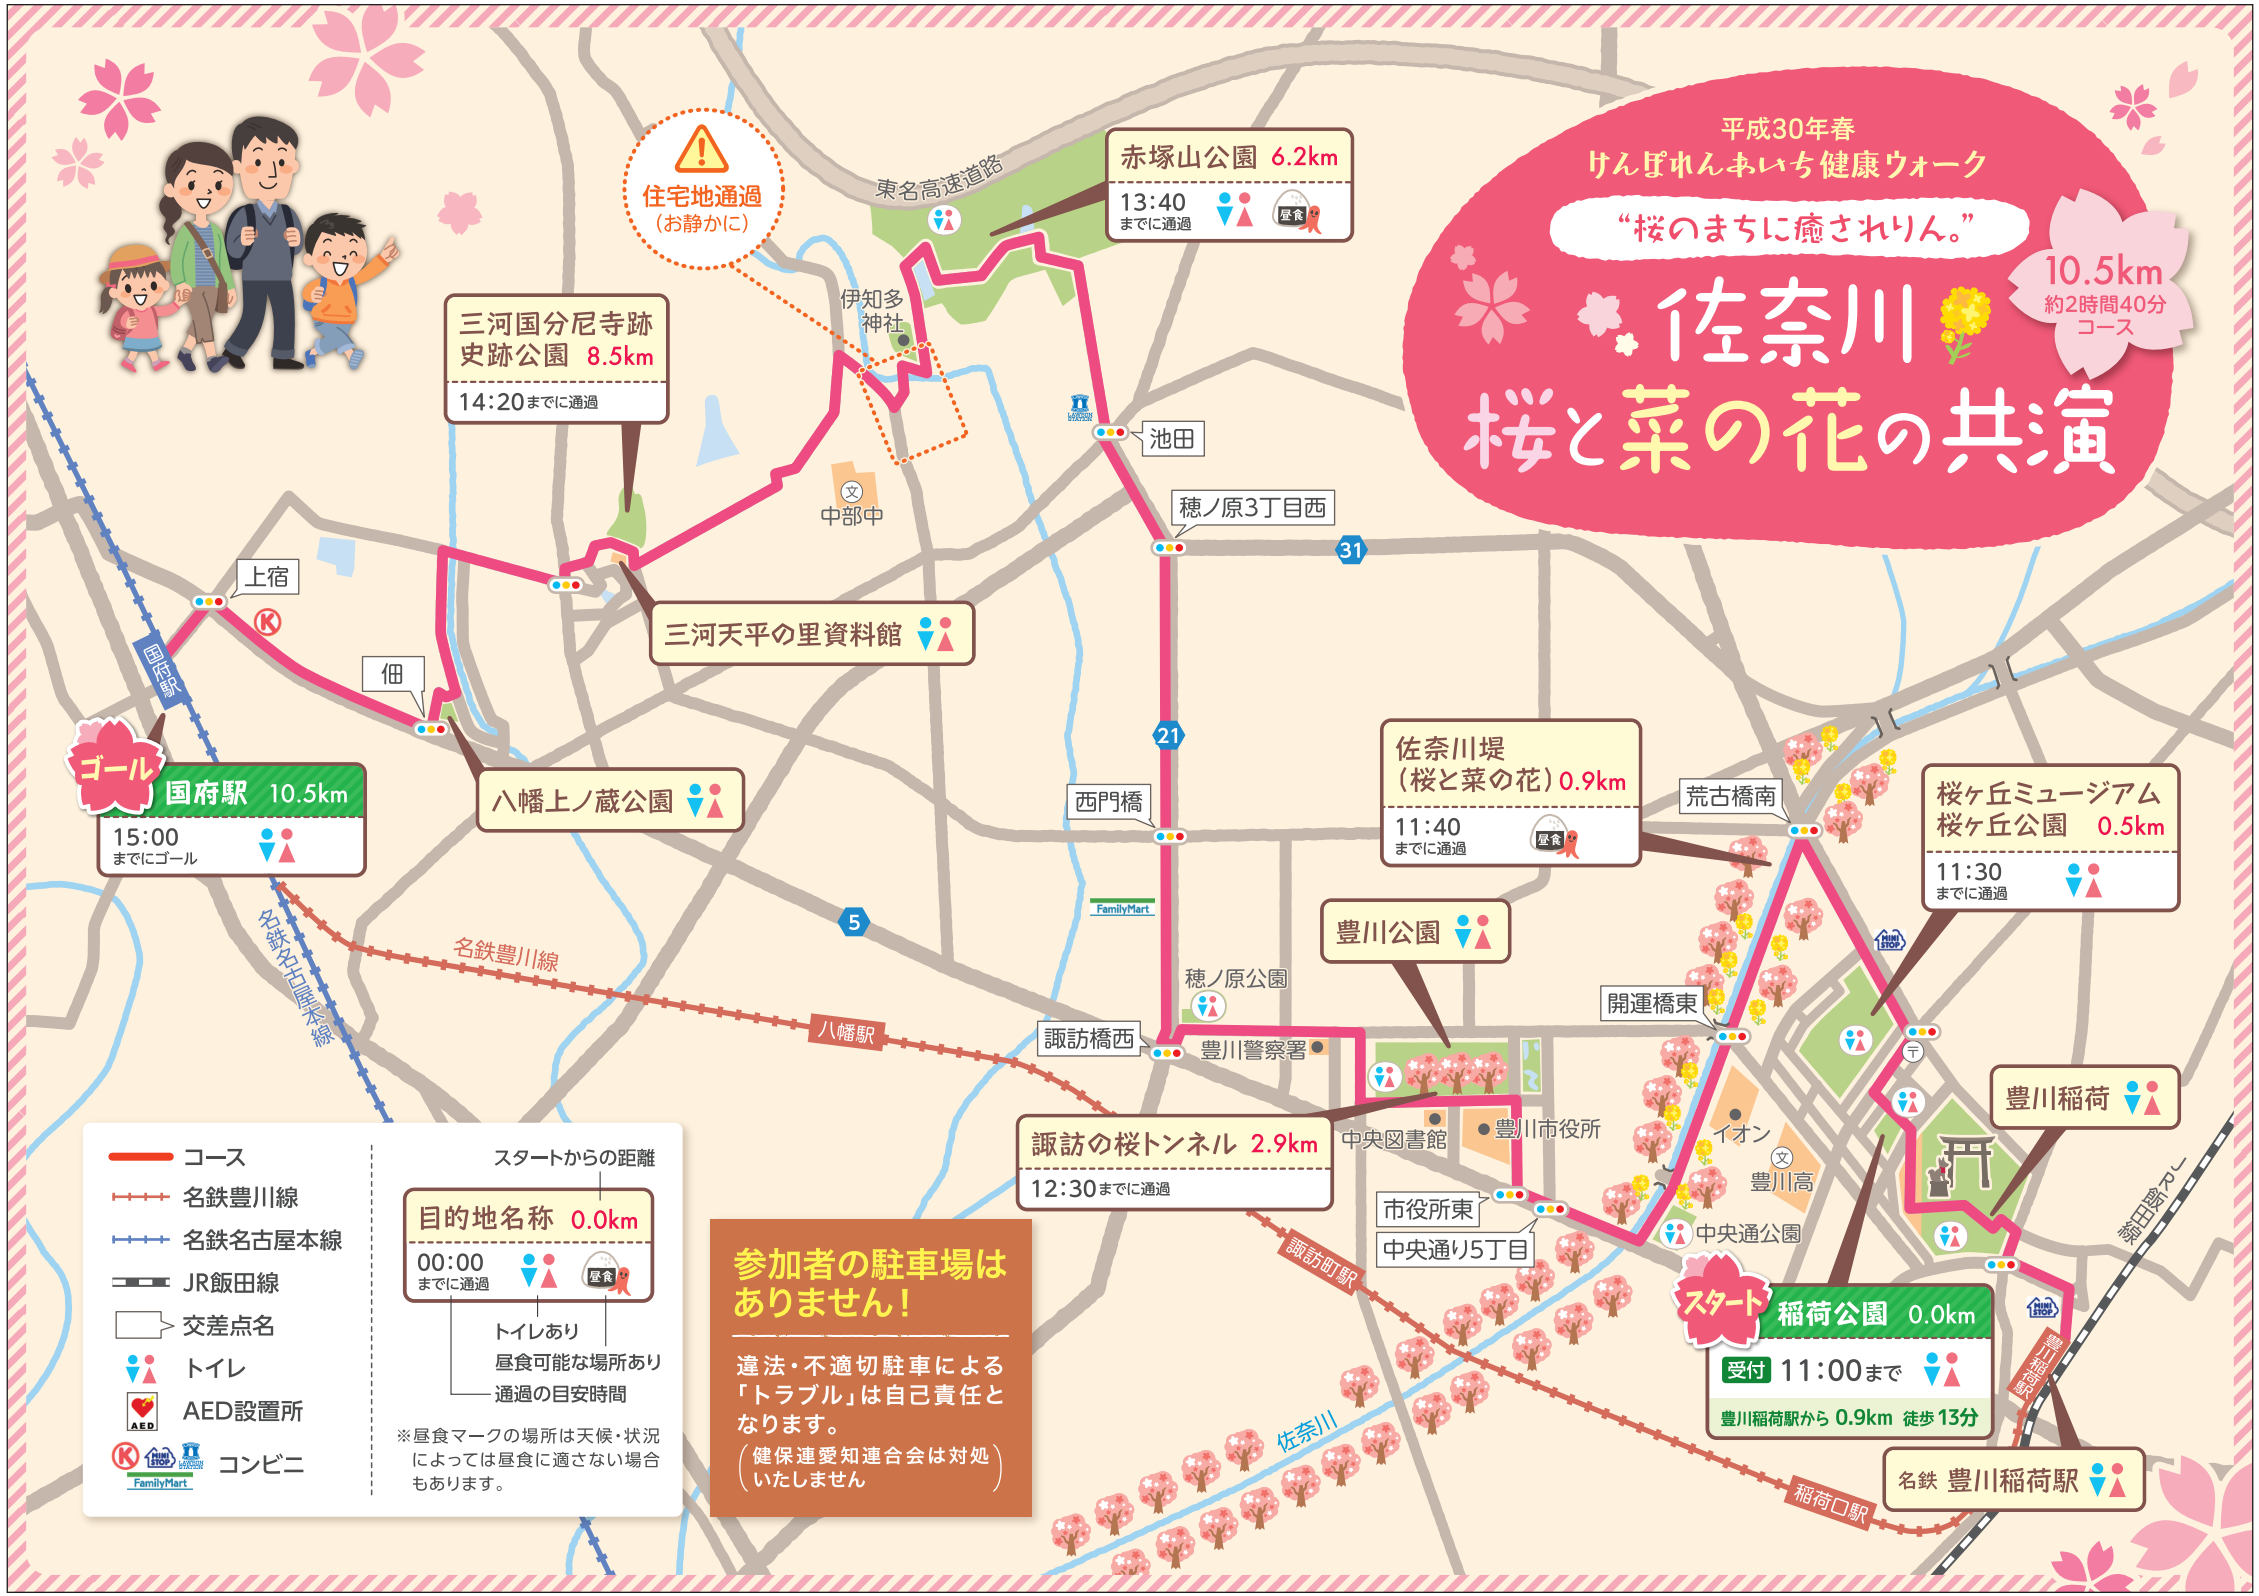 平成30年春
けんぽれんあいち健康ウォーク
“桜のまちに癒されりん。”
佐奈川
桜と菜の花の共演
10.5km
約2時間40分
コース
住宅地通過
(お静かに)
東名高速道路
赤塚山公園 6.2km
13:40
までに通過
昼食
伊知多
神社
三河国分尼寺跡
史跡公園 8.5km
14:20までに通過
LAWSON
STATION
池田
文
中部中
穂ノ原3丁目西
31
上宿
K
国府駅
佃
三河天平の里資料館
ゴール
国府駅 10.5km
15:00
までにゴール
八幡上ノ蔵公園
21
西門橋
佐奈川堤
(桜と菜の花)0.9km
11:40
までに通過
昼食
荒古橋南
桜ヶ丘ミュージアム
桜ヶ丘公園 0.5km
11:30
までに通過
MINI
STOP
5
FamilyMart
豊川公園
名鉄名古屋本線
名鉄豊川線
八幡駅
穂ノ原公園
諏訪橋西
豊川警察署
開運橋東
〒
豊川稲荷
諏訪の桜トンネル 2.9km
12:30までに通過
中央図書館
豊川市役所
イオン
文
豊川高
市役所東
中央通り5丁目
中央通公園
諏訪町駅
JR飯田線
スタート
稲荷公園 0.0km
受付 11:00まで
豊川稲荷駅から 0.9km 徒歩13分
MINI
STOP
豊川稲荷駅
名鉄 豊川稲荷駅
稲荷口駅
佐奈川
コース
名鉄豊川線
名鉄名古屋本線
JR飯田線
交差点名
トイレ
AED
AED設置所
K
MINI
STOP
LAWSON
STATION
FamilyMart
コンビニ
スタートからの距離
目的地名称 0.0km
00:00
までに通過
昼食
トイレあり
昼食可能な場所あり
通過の目安時間
※昼食マークの場所は天候・状況
によっては昼食に適さない場合
もあります。
参加者の駐車場は
ありません!
違法・不適切駐車による
「トラブル」は自己責任と
なります。
(健保連愛知連合会は対処
いたしません)